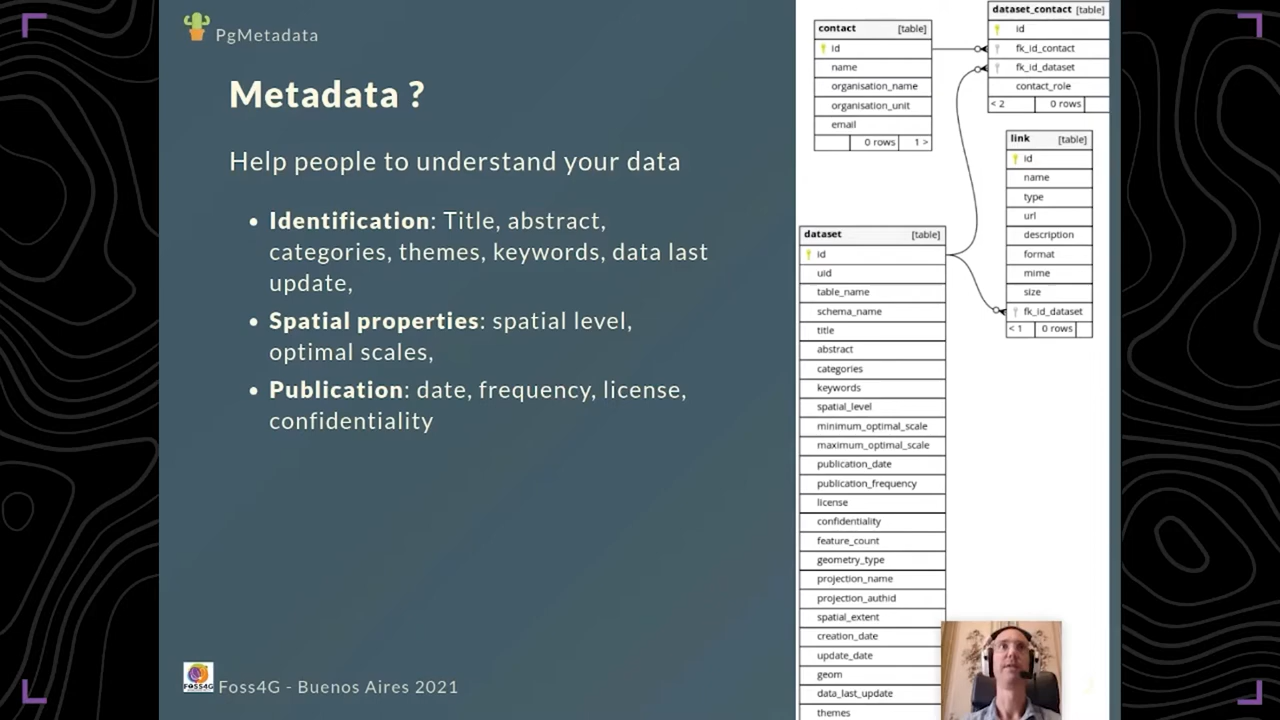 PgMetadata
Metadata ?
Help people to understand your data
• Identification: Title, abstract,
categories, themes, keywords, data last
update,
• Spatial properties: spatial level,
optimal scales,
• Publication: date, frequency, license,
confidentiality
Foss4G - Buenos Aires 2021
contact [table]
id
name
organisation_name
organisation_unit
email
0 rows 1 >
dataset_contact [table]
id
fk_id_contact
fk_id_dataset
contact_role
< 2 0 rows
link [table]
id
name
type
url
description
format
mime
size
fk_id_dataset
< 1 0 rows
dataset [table]
id
uid
table_name
schema_name
title
abstract
categories
keywords
spatial_level
minimum_optimal_scale
maximum_optimal_scale
publication_date
publication_frequency
license
confidentiality
feature_count
geometry_type
projection_name
projection_authid
spatial_extent
creation_date
update_date
geom
data_last_update
themes
FOSS4G